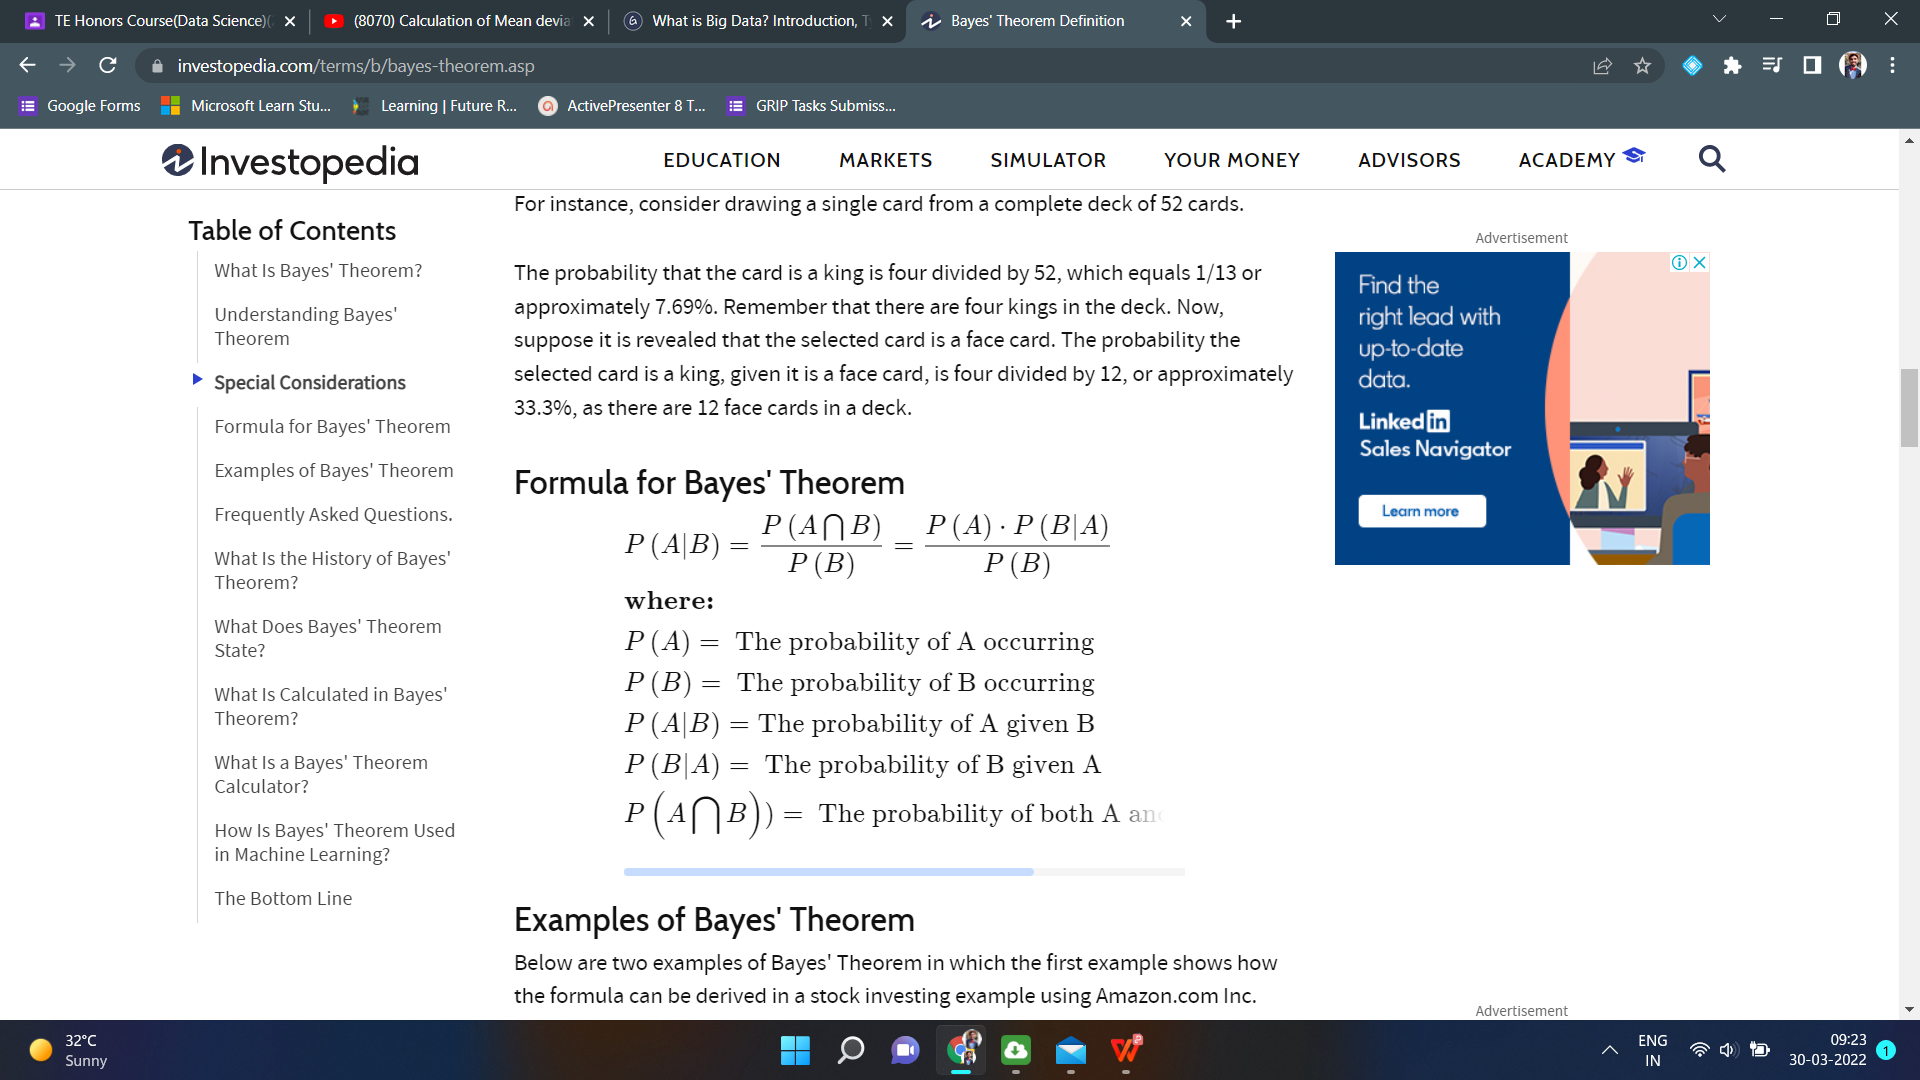 TE Honors Course(Data Science)(
(8070) Calculation of Mean devia
What is Big Data? Introduction, T
Bayes' Theorem Definition
investopedia.com/terms/b/bayes-theorem.asp
Google Forms
Microsoft Learn Stu...
Learning | Future R...
ActivePresenter 8 T...
GRIP Tasks Submiss...
Investopedia
EDUCATION
MARKETS
SIMULATOR
YOUR MONEY
ADVISORS
ACADEMY
Table of Contents
What Is Bayes' Theorem?
Understanding Bayes'
Theorem
Special Considerations
Formula for Bayes' Theorem
Examples of Bayes' Theorem
Frequently Asked Questions.
What Is the History of Bayes'
Theorem?
What Does Bayes' Theorem
State?
What Is Calculated in Bayes'
Theorem?
What Is a Bayes' Theorem
Calculator?
How Is Bayes' Theorem Used
in Machine Learning?
The Bottom Line
For instance, consider drawing a single card from a complete deck of 52 cards.
The probability that the card is a king is four divided by 52, which equals 1/13 or
approximately 7.69%. Remember that there are four kings in the deck. Now,
suppose it is revealed that the selected card is a face card. The probability the
selected card is a king, given it is a face card, is four divided by 12, or approximately
33.3%, as there are 12 face cards in a deck.
Formula for Bayes' Theorem
P (A|B) = P (A⋂B) / P (B) = P (A) · P (B|A) / P (B)
where:
P (A) = The probability of A occurring
P (B) = The probability of B occurring
P (A|B) = The probability of A given B
P (B|A) = The probability of B given A
P (A⋂B)) = The probability of both A an
Examples of Bayes' Theorem
Below are two examples of Bayes' Theorem in which the first example shows how
the formula can be derived in a stock investing example using Amazon.com Inc.
Advertisement
Find the
right lead with
up-to-date
data.
Linked in
Sales Navigator
Learn more
Advertisement
32°C
Sunny
ENG
IN
09:23
30-03-2022
1